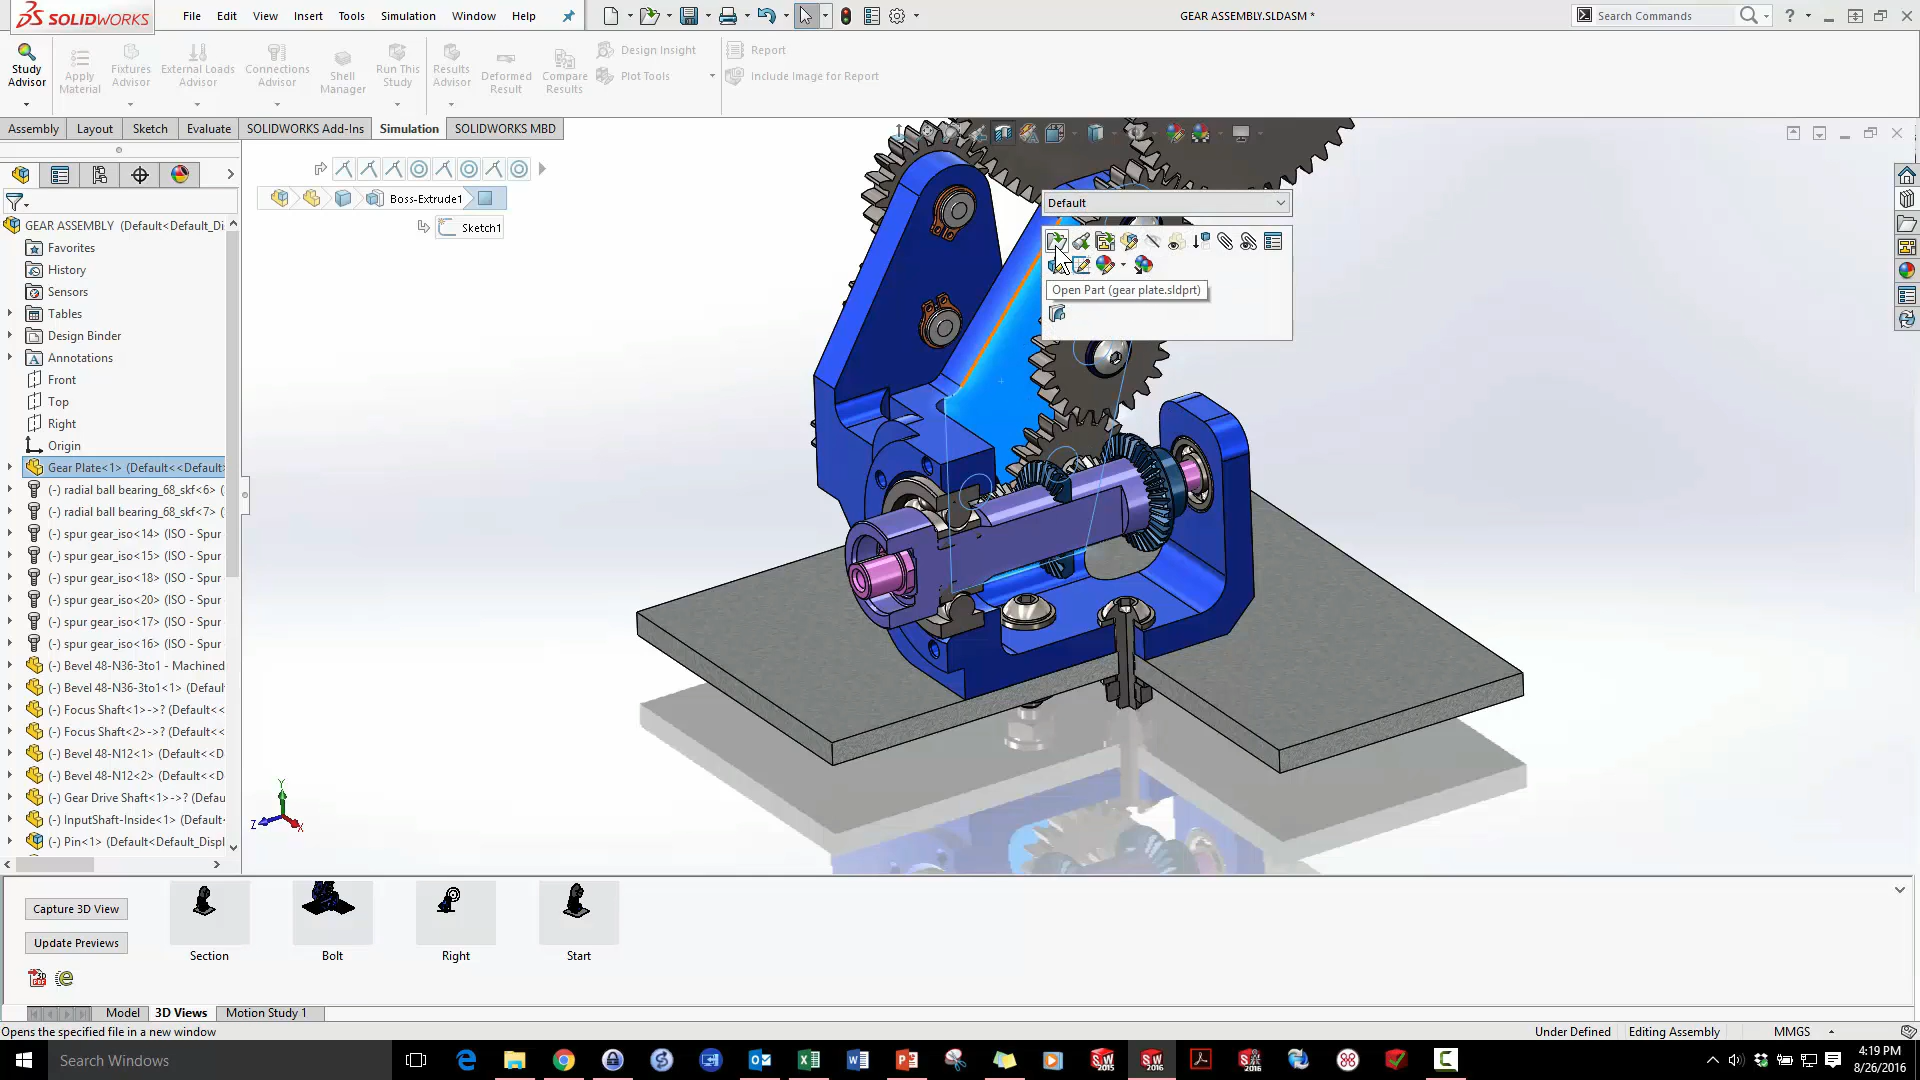 SOLIDWORKS
File Edit View Insert Tools Simulation Window Help
GEAR ASSEMBLY.SLDASM *
Search Commands
Study Advisor
Apply Material
Fixtures Advisor
External Loads Advisor
Connections Advisor
Shell Manager
Run This Study
Results Advisor
Deformed Result
Compare Results
Design Insight
Plot Tools
Report
Include Image for Report
Assembly Layout Sketch Evaluate SOLIDWORKS Add-Ins Simulation SOLIDWORKS MBD
Boss-Extrude1
Sketch1
Default
Open Part (gear plate.sldprt)
GEAR ASSEMBLY (Default<Default_Di
Favorites
History
Sensors
Tables
Design Binder
Annotations
Front
Top
Right
Origin
Gear Plate<1> (Default<<Default
(-) radial ball bearing_68_skf<6> (
(-) radial ball bearing_68_skf<7> (
(-) spur gear_iso<14> (ISO - Spur
(-) spur gear_iso<15> (ISO - Spur
(-) spur gear_iso<18> (ISO - Spur
(-) spur gear_iso<20> (ISO - Spur
(-) spur gear_iso<17> (ISO - Spur
(-) spur gear_iso<16> (ISO - Spur
(-) Bevel 48-N36-3to1 - Machined
(-) Bevel 48-N36-3to1<1> (Defaul
(-) Focus Shaft<1>->? (Default<<
(-) Focus Shaft<2>->? (Default<<
(-) Bevel 48-N12<1> (Default<<D
(-) Bevel 48-N12<2> (Default<<D
(-) Gear Drive Shaft<1>->? (Defau
(-) InputShaft-Inside<1> (Default<
(-) Pin<1> (Default<Default_Displ
Y
Z X
Capture 3D View
Update Previews
Section Bolt Right Start
Model 3D Views Motion Study 1
Opens the specified file in a new window
Under Defined Editing Assembly MMGS
Search Windows
4:19 PM
8/26/2016